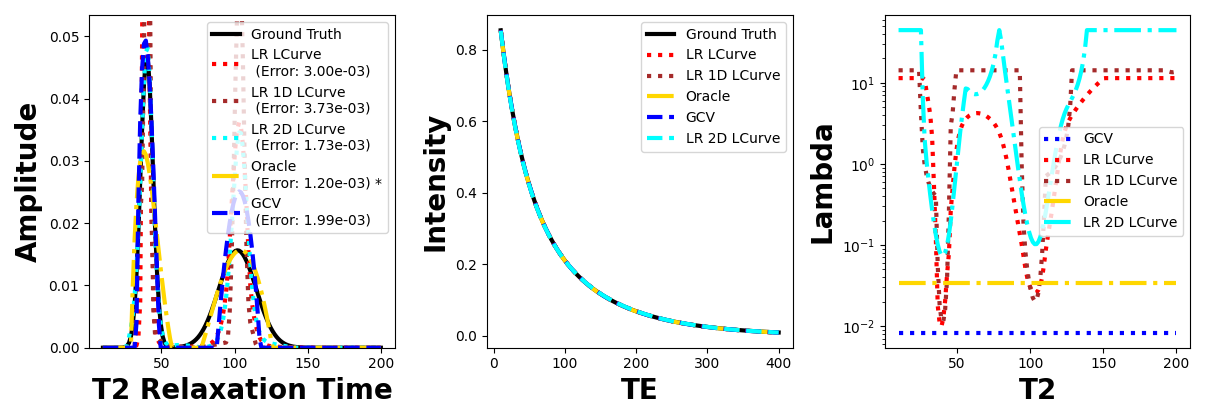 Amplitude
0.05
0.04
0.03
0.02
0.01
0.00
50
100
150
200
T2 Relaxation Time
Ground Truth
LR LCurve
(Error: 3.00e-03)
LR 1D LCurve
(Error: 3.73e-03)
LR 2D LCurve
(Error: 1.73e-03)
Oracle
(Error: 1.20e-03) *
GCV
(Error: 1.99e-03)
Intensity
0.8
0.6
0.4
0.2
0.0
0
100
200
300
400
TE
Ground Truth
LR LCurve
LR 1D LCurve
Oracle
GCV
LR 2D LCurve
Lambda
10¹
10⁰
10⁻¹
10⁻²
50
100
150
200
T2
GCV
LR LCurve
LR 1D LCurve
Oracle
LR 2D LCurve